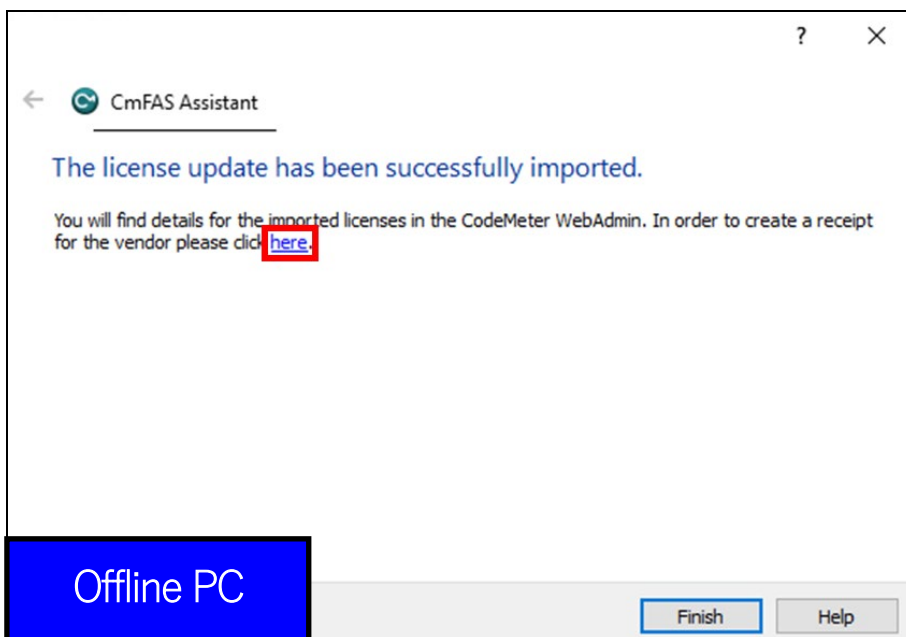 ?
CmFAS Assistant
The license update has been successfully imported.
You will find details for the imported licenses in the CodeMeter WebAdmin. In order to create a receipt
for the vendor please click here.
Offline PC
Finish
Help